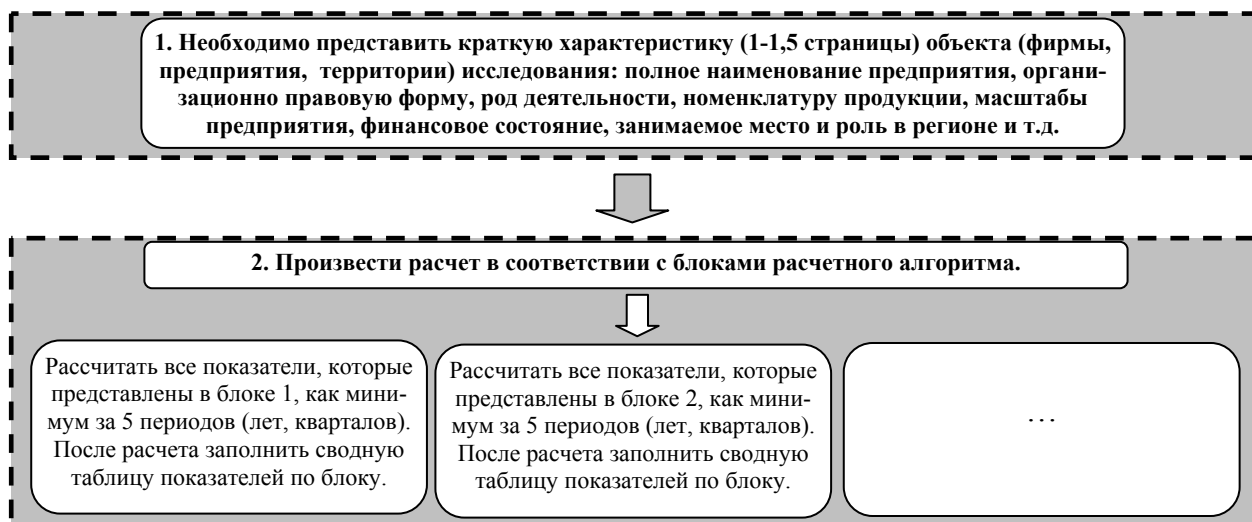 1. Необходимо представить краткую характеристику (1-1,5 страницы) объекта (фирмы,
предприятия, территории) исследования: полное наименование предприятия, органи-
зационно правовую форму, род деятельности, номенклатуру продукции, масштабы
предприятия, финансовое состояние, занимаемое место и роль в регионе и т.д.
2. Произвести расчет в соответствии с блоками расчетного алгоритма.
Рассчитать все показатели, которые
представлены в блоке 1, как мини-
мум за 5 периодов (лет, кварталов).
После расчета заполнить сводную
таблицу показателей по блоку.
Рассчитать все показатели, которые
представлены в блоке 2, как мини-
мум за 5 периодов (лет, кварталов).
После расчета заполнить сводную
таблицу показателей по блоку.
…